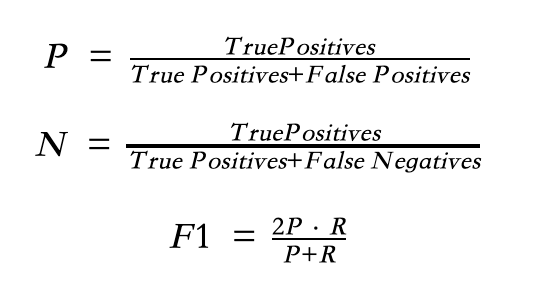 P = TruePositives / True Positives+False Positives
N = TruePositives / True Positives+False Negatives
F1 = 2P · R / P+R